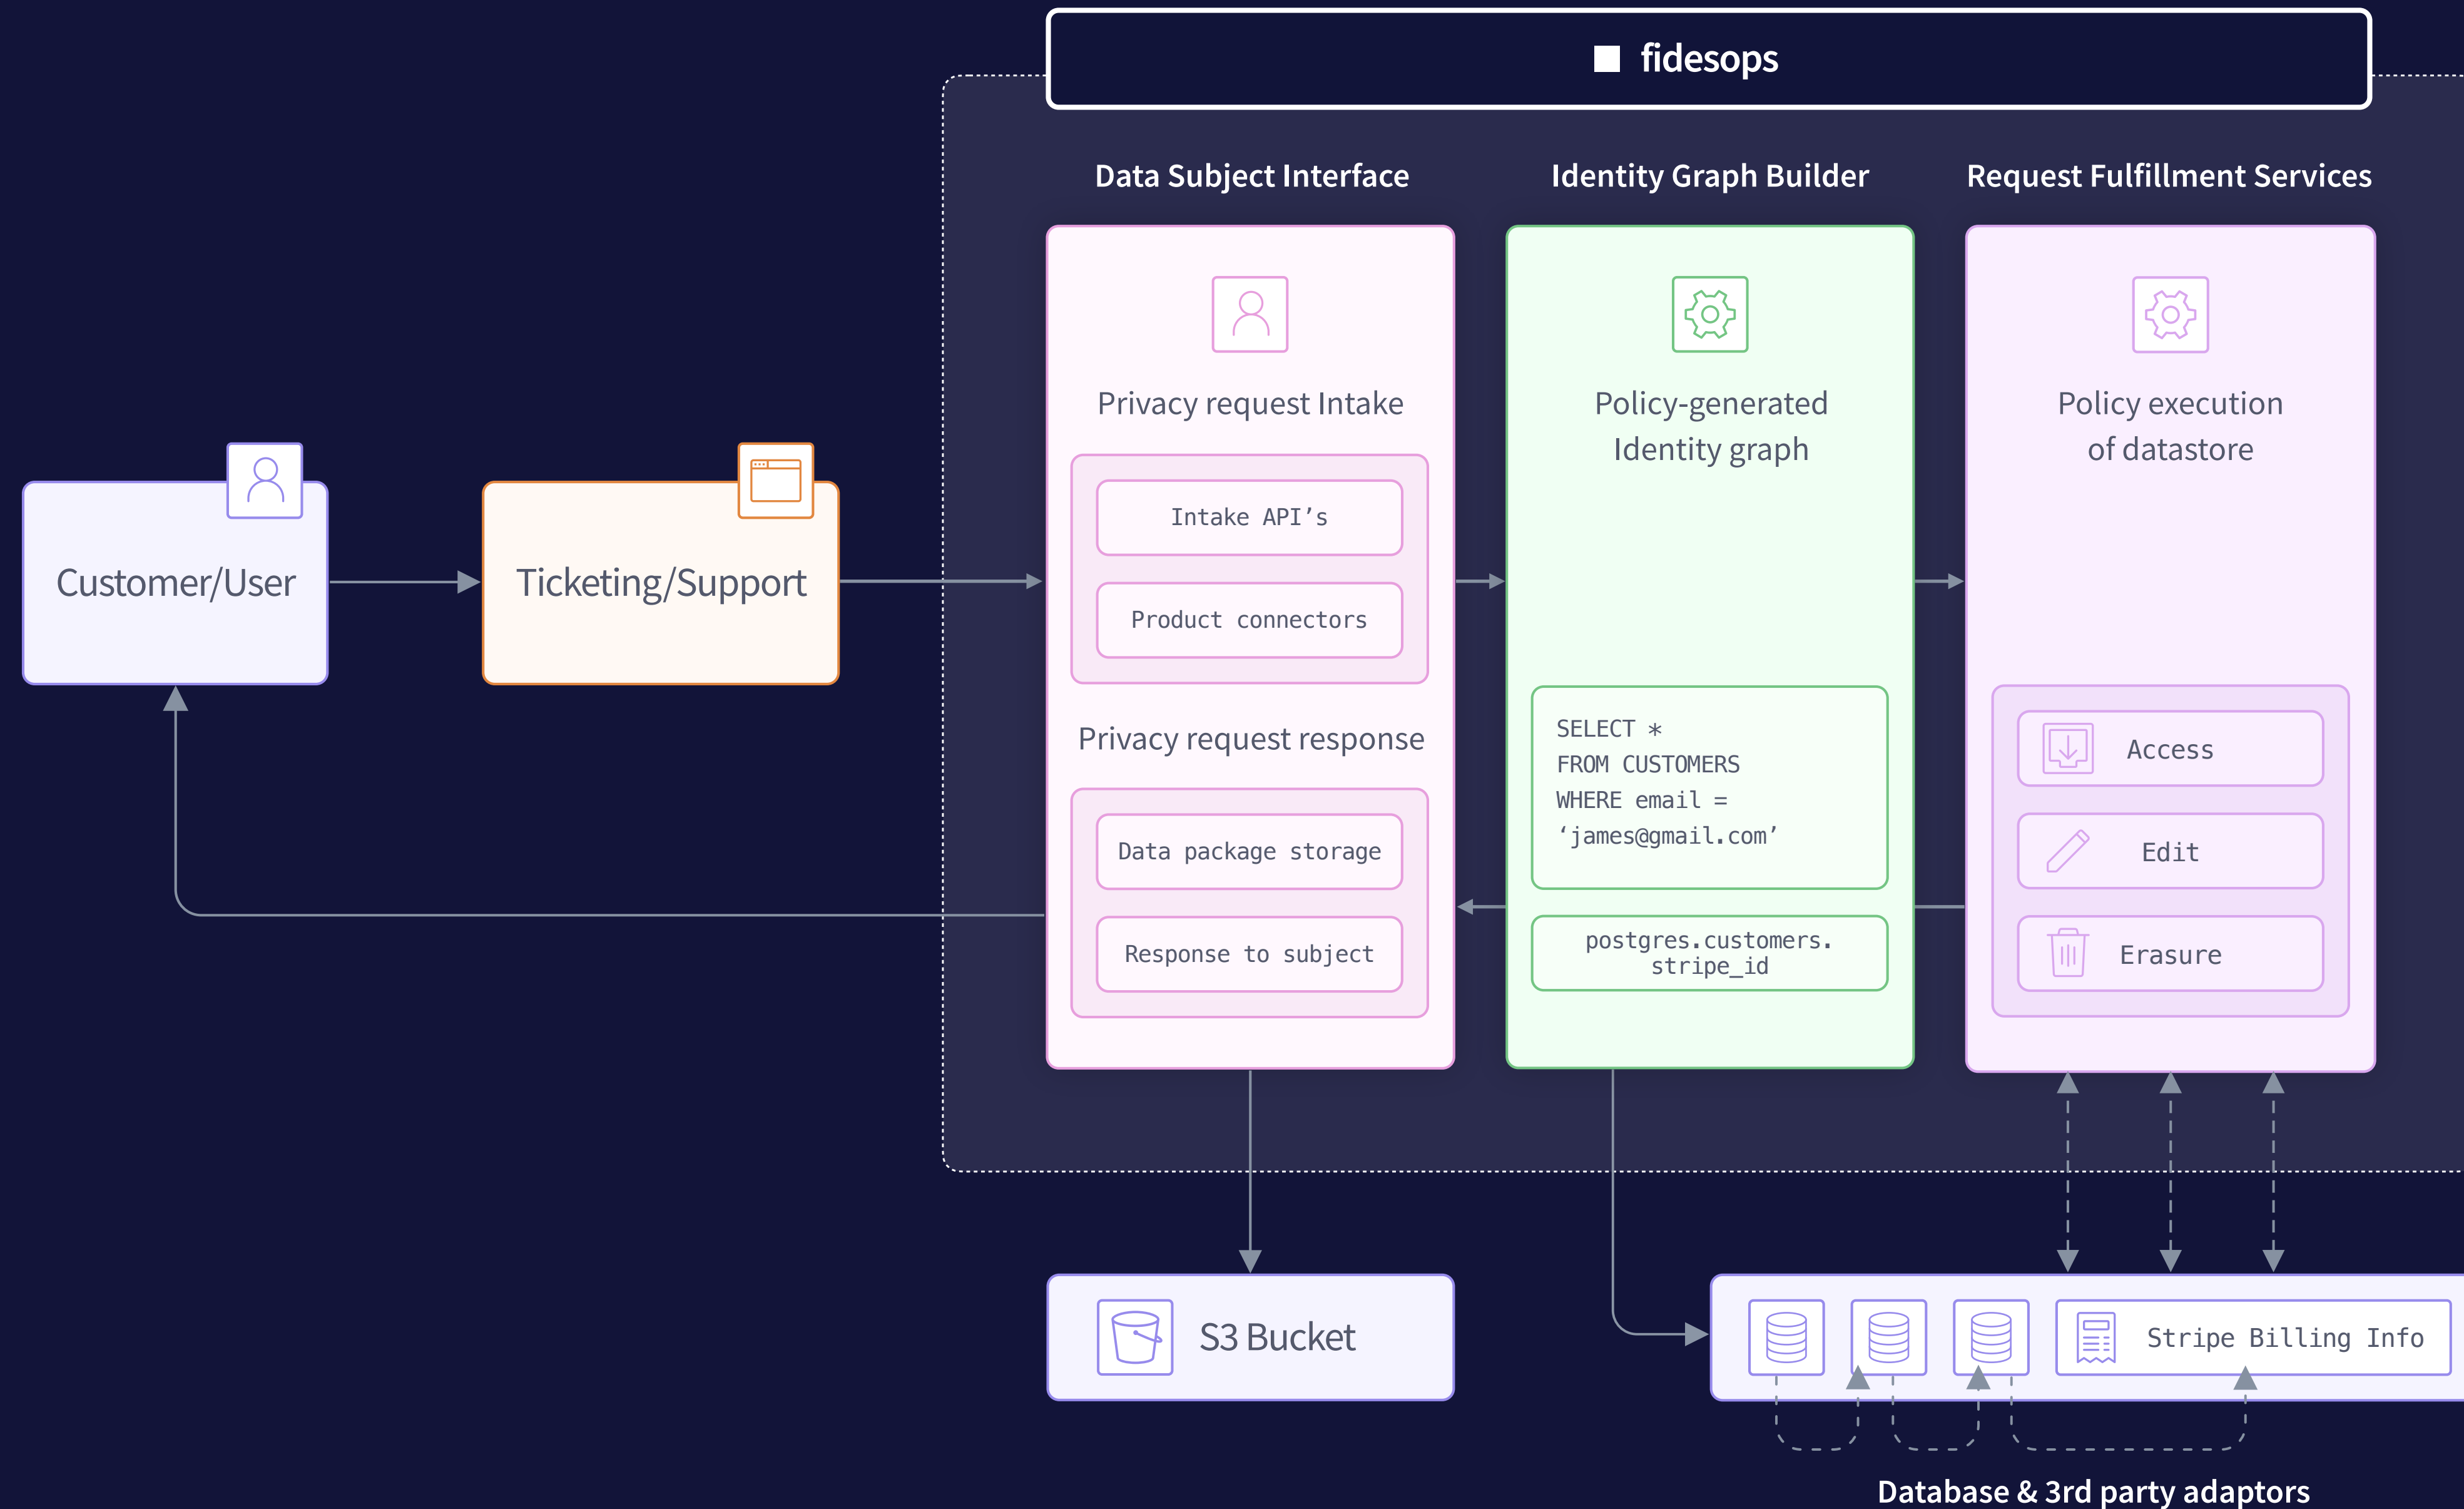 fidesops
Data Subject Interface
Identity Graph Builder
Request Fulfillment Services
Customer/User
Ticketing/Support
Privacy request Intake
Intake API’s
Product connectors
Privacy request response
Data package storage
Response to subject
Policy-generated
Identity graph
SELECT *
FROM CUSTOMERS
WHERE email =
‘james@gmail.com’
postgres.customers.
stripe_id
Policy execution
of datastore
Access
Edit
Erasure
S3 Bucket
Stripe Billing Info
Database & 3rd party adaptors